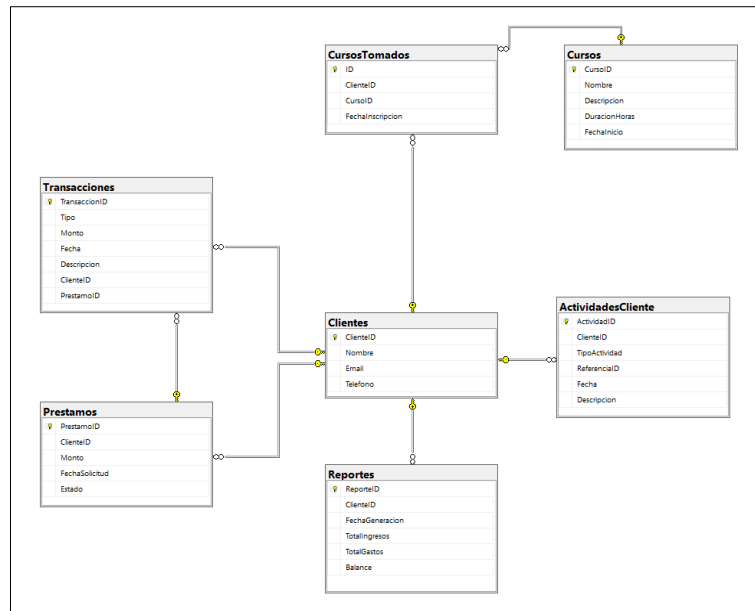 CursosTomados
ID
ClienteID
CursoID
FechaInscripcion
Cursos
CursoID
Nombre
Descripcion
DuracionHoras
FechaInicio
Transacciones
TransaccionID
Tipo
Monto
Fecha
Descripcion
ClienteID
PrestamoID
Clientes
ClienteID
Nombre
Email
Telefono
ActividadesCliente
ActividadID
ClienteID
TipoActividad
ReferenciaID
Fecha
Descripcion
Prestamos
PrestamoID
ClienteID
Monto
FechaSolicitud
Estado
Reportes
ReporteID
ClienteID
FechaGeneracion
TotalIngresos
TotalGastos
Balance